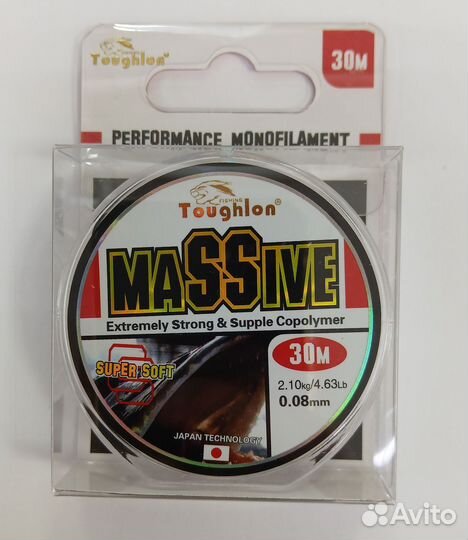 FISHING
Toughlon®
30M
PERFORMANCE MONOFILAMENT
FISHING
Toughlon®
MASSIVE
Extremely Strong & Supple Copolymer
30M
SUPER SOFT
2.10kg/4.63Lb
0.08mm
JAPAN TECHNOLOGY
Avito